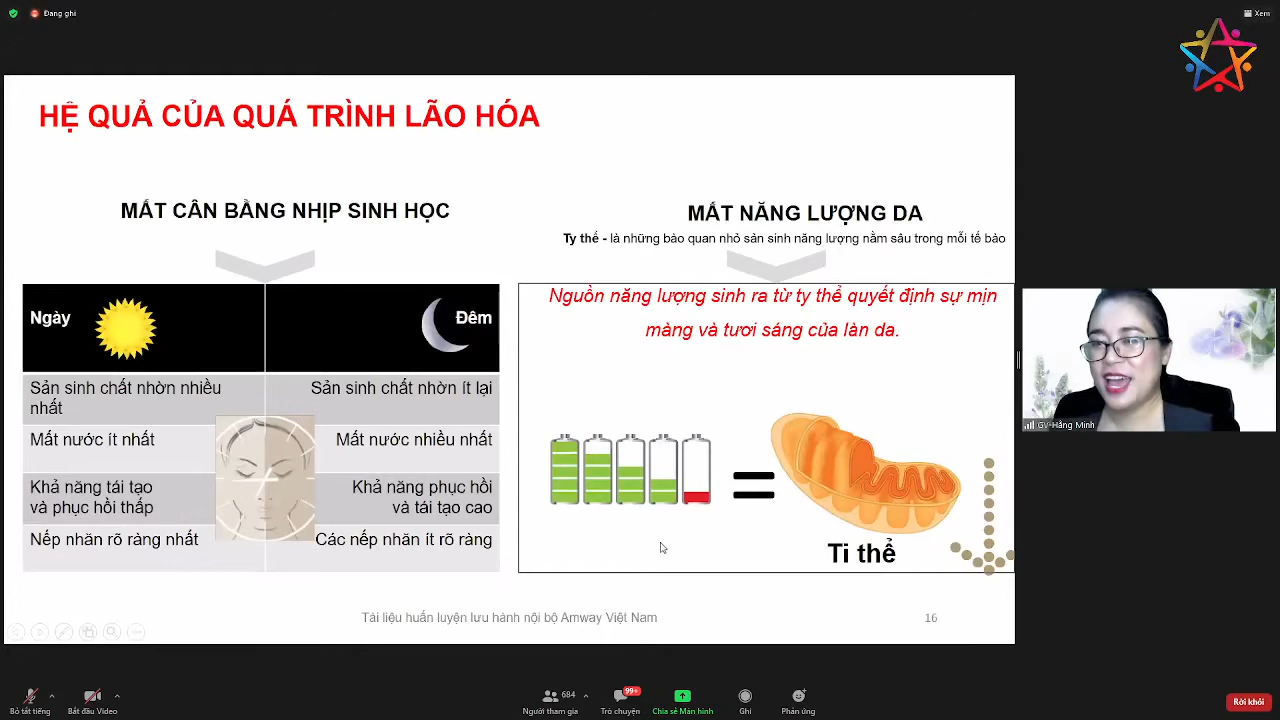 Đang ghi
Xem
HỆ QUẢ CỦA QUÁ TRÌNH LÃO HÓA
MẤT CÂN BẰNG NHỊP SINH HỌC
Ngày
Đêm
Sản sinh chất nhờn nhiều
nhất
Sản sinh chất nhờn ít lại
Mất nước ít nhất
Mất nước nhiều nhất
Khả năng tái tạo
và phục hồi thấp
Khả năng phục hồi
và tái tạo cao
Nếp nhăn rõ ràng nhất
Các nếp nhăn ít rõ ràng
MẤT NĂNG LƯỢNG DA
Ty thể - là những bào quan nhỏ sản sinh năng lượng nằm sâu trong mỗi tế bào
Nguồn năng lượng sinh ra từ ty thể quyết định sự mịn
màng và tươi sáng của làn da.
=
Ti thể
Tài liệu huấn luyện lưu hành nội bộ Amway Việt Nam
16
GV-Hằng Minh
Bỏ tắt tiếng
Bắt đầu Video
684
Người tham gia
99+
Trò chuyện
Chia sẻ Màn hình
Ghi
Phản ứng
Rời khỏi